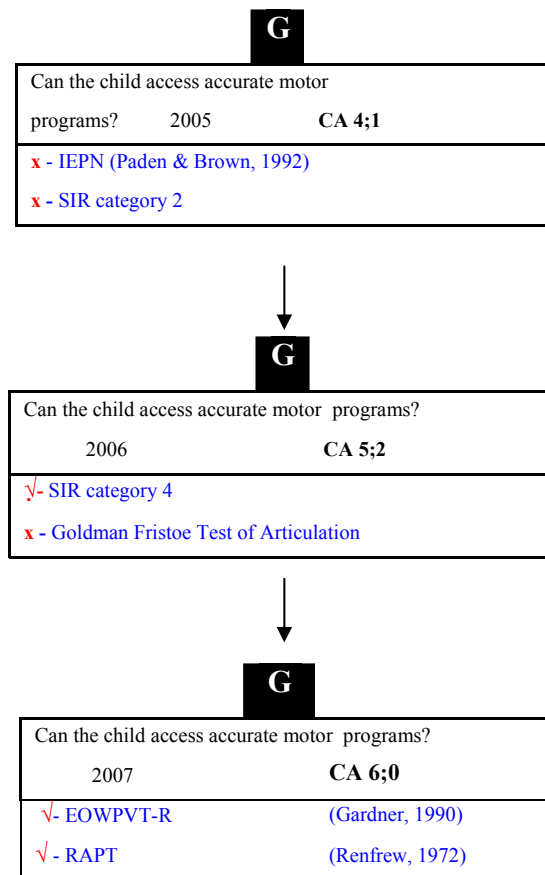 G
Can the child access accurate motor
programs? 2005 CA 4;1
x - IEPN (Paden & Brown, 1992)
x - SIR category 2
G
Can the child access accurate motor programs?
2006 CA 5;2
√- SIR category 4
x - Goldman Fristoe Test of Articulation
G
Can the child access accurate motor programs?
2007 CA 6;0
√- EOWPVT-R (Gardner, 1990)
√ - RAPT (Renfrew, 1972)